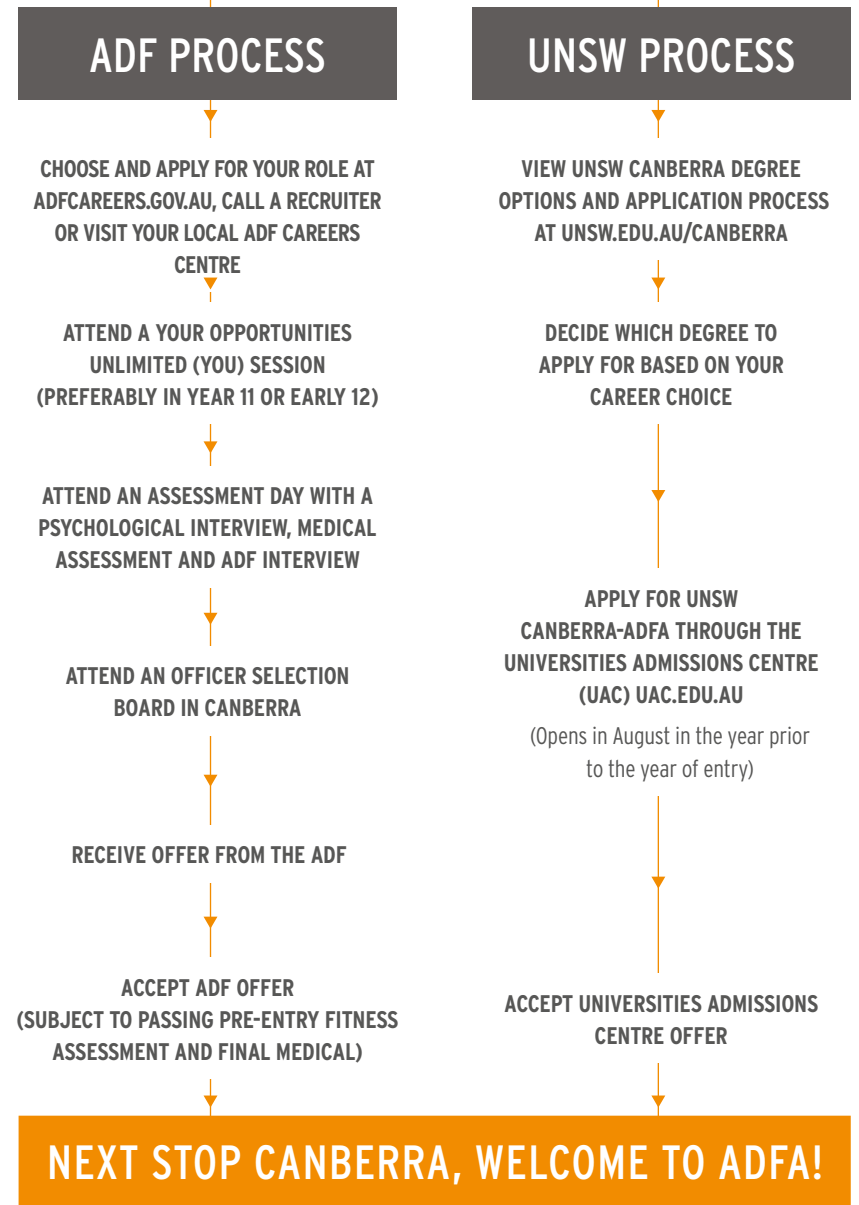 ADF PROCESS
CHOOSE AND APPLY FOR YOUR ROLE AT
ADFCAREERS.GOV.AU, CALL A RECRUITER
OR VISIT YOUR LOCAL ADF CAREERS
CENTRE
ATTEND A YOUR OPPORTUNITIES
UNLIMITED (YOU) SESSION
(PREFERABLY IN YEAR 11 OR EARLY 12)
ATTEND AN ASSESSMENT DAY WITH A
PSYCHOLOGICAL INTERVIEW, MEDICAL
ASSESSMENT AND ADF INTERVIEW
ATTEND AN OFFICER SELECTION
BOARD IN CANBERRA
RECEIVE OFFER FROM THE ADF
ACCEPT ADF OFFER
(SUBJECT TO PASSING PRE-ENTRY FITNESS
ASSESSMENT AND FINAL MEDICAL)
UNSW PROCESS
VIEW UNSW CANBERRA DEGREE
OPTIONS AND APPLICATION PROCESS
AT UNSW.EDU.AU/CANBERRA
DECIDE WHICH DEGREE TO
APPLY FOR BASED ON YOUR
CAREER CHOICE
APPLY FOR UNSW
CANBERRA-ADFA THROUGH THE
UNIVERSITIES ADMISSIONS CENTRE
(UAC) UAC.EDU.AU
(Opens in August in the year prior
to the year of entry)
ACCEPT UNIVERSITIES ADMISSIONS
CENTRE OFFER
NEXT STOP CANBERRA, WELCOME TO ADFA!